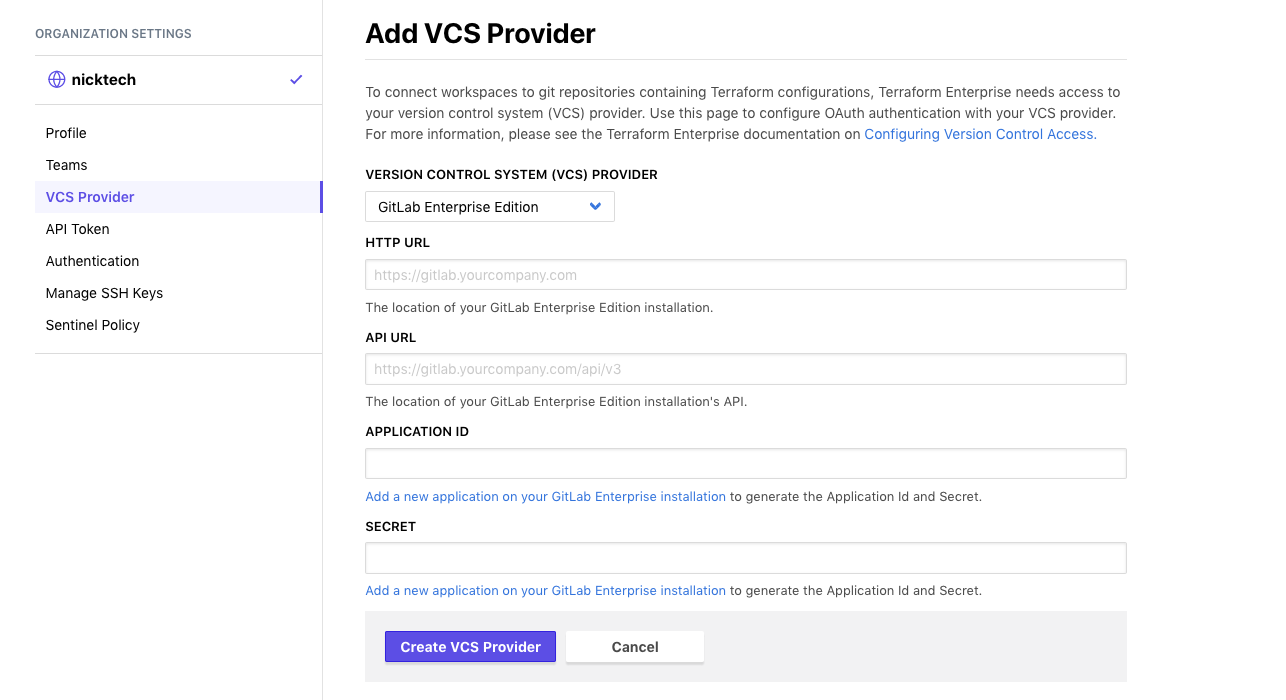 ORGANIZATION SETTINGS
nicktech
Profile
Teams
VCS Provider
API Token
Authentication
Manage SSH Keys
Sentinel Policy
Add VCS Provider
To connect workspaces to git repositories containing Terraform configurations, Terraform Enterprise needs access to
your version control system (VCS) provider. Use this page to configure OAuth authentication with your VCS provider.
For more information, please see the Terraform Enterprise documentation on Configuring Version Control Access.
VERSION CONTROL SYSTEM (VCS) PROVIDER
GitLab Enterprise Edition
HTTP URL
https://gitlab.yourcompany.com
The location of your GitLab Enterprise Edition installation.
API URL
https://gitlab.yourcompany.com/api/v3
The location of your GitLab Enterprise Edition installation's API.
APPLICATION ID
Add a new application on your GitLab Enterprise installation to generate the Application Id and Secret.
SECRET
Add a new application on your GitLab Enterprise installation to generate the Application Id and Secret.
Create VCS Provider
Cancel